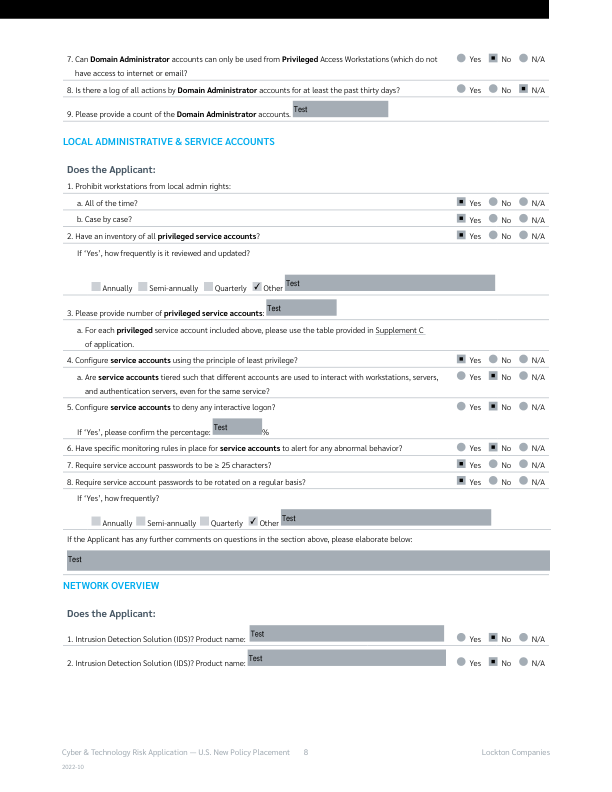 7. Can Domain Administrator accounts can only be used from Privileged Access Workstations (which do not Yes No N/A
have access to internet or email?
8. Is there a log of all actions by Domain Administrator accounts for at least the past thirty days? Yes No N/A
9. Please provide a count of the Domain Administrator accounts. Test
LOCAL ADMINISTRATIVE & SERVICE ACCOUNTS
Does the Applicant:
1. Prohibit workstations from local admin rights:
a. All of the time? Yes No N/A
b. Case by case? Yes No N/A
2. Have an inventory of all privileged service accounts? Yes No N/A
If ‘Yes’, how frequently is it reviewed and updated?
Annually Semi-annually Quarterly ✓ Other Test
3. Please provide number of privileged service accounts: Test
a. For each privileged service account included above, please use the table provided in Supplement C
of application.
4. Configure service accounts using the principle of least privilege? Yes No N/A
a. Are service accounts tiered such that different accounts are used to interact with workstations, servers, Yes No N/A
and authentication servers, even for the same service?
5. Configure service accounts to deny any interactive logon? Yes No N/A
If ‘Yes’, please confirm the percentage: Test %
6. Have specific monitoring rules in place for service accounts to alert for any abnormal behavior? Yes No N/A
7. Require service account passwords to be ≥ 25 characters? Yes No N/A
8. Require service account passwords to be rotated on a regular basis? Yes No N/A
If ‘Yes’, how frequently?
Annually Semi-annually Quarterly ✓ Other Test
If the Applicant has any further comments on questions in the section above, please elaborate below:
Test
NETWORK OVERVIEW
Does the Applicant:
1. Intrusion Detection Solution (IDS)? Product name: Test Yes No N/A
2. Intrusion Detection Solution (IDS)? Product name: Test Yes No N/A
Cyber & Technology Risk Application — U.S. New Policy Placement 8 Lockton Companies
2022-10